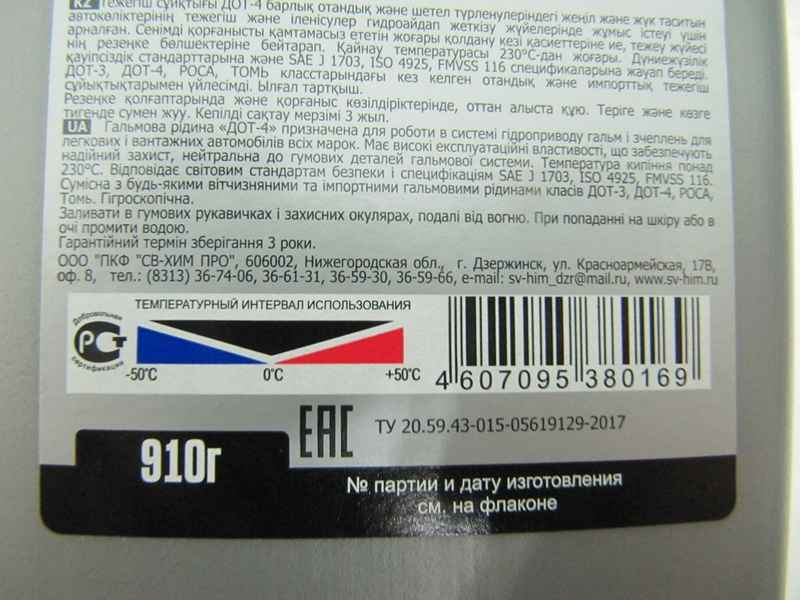 KZ Тежегіш сұйықтығы ДОТ-4 барлық отандық және шетел түрленулеріндегі жеңіл және жүк таситын
автокөліктерінің тежегіш және іленісулер гидроайдап жеткізу жүйелерінде жұмыс істеуі үшін
арналған. Сенімді қорғанысты қамтамасыз ететін жоғары қолдану кезі қасиеттеріне ие, тежеу жүйесі
нің резеңке бөлшектеріне бейтарап. Қайнау температурасы 230°С-дан жоғары. Дүниежүзілік
қауіпсіздік стандарттарына және SAE J 1703, ISO 4925, FMVSS 116 спецификаларына жауап береді.
ДОТ-3, ДОТ-4, РОСА, ТОМЬ класстарындағы кез келген отандық және импорттық тежегіш
сұйықтықтарымен үйлесімді. Ылғал тартқыш.
Резеңке қолғаптарында және қорғаныс көзілдіріктерінде, оттан алыста құю. Теріге және көзге
тигенде сумен жуу. Кепілді сақтау мерзімі 3 жыл.
UA Гальмова рідина «ДОТ-4» призначена для роботи в системі гідроприводу гальм і зчеплень для
легкових і вантажних автомобілів всіх марок. Має високі експлуатаційні властивості, що забезпечують
надійний захист, нейтральна до гумових деталей гальмової системи. Температура кипіння понад
230°С. Відповідає світовим стандартам безпеки і специфікаціям SAE J 1703, ISO 4925, FMVSS 116.
Сумісна з будь-якими вітчизняними та імпортними гальмовими рідинами класів ДОТ-3, ДОТ-4, РОСА,
Томь. Гігроскопічна.
Заливати в гумових рукавичках і захисних окулярах, подалі від вогню. При попаданні на шкіру або в
очі промити водою.
Гарантійний термін зберігання 3 роки.
ООО "ПКФ "СВ-ХИМ ПРО", 606002, Нижегородская обл., г. Дзержинск, ул. Красноармейская, 17В,
оф. 8, тел.: (8313) 36-74-06, 36-61-31, 36-59-30, 36-59-66, e-mail: sv-him_dzr@mail.ru, www.sv-him.ru
ТЕМПЕРАТУРНЫЙ ИНТЕРВАЛ ИСПОЛЬЗОВАНИЯ
Добровольная
РСТ
сертификация
-50°С 0°С +50°С
4 607095 380169
ЕАС ТУ 20.59.43-015-05619129-2017
910г
№ партии и дату изготовления
см. на флаконе